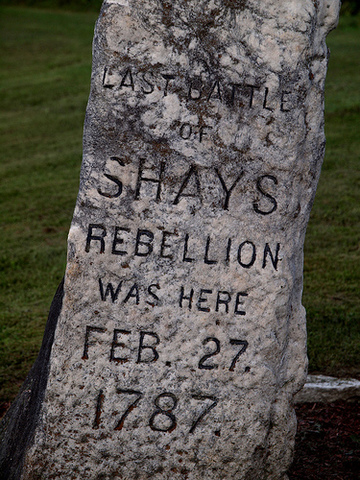 LAST BATTLE
OF
SHAYS
REBELLION
WAS HERE
FEB. 27.
1787.